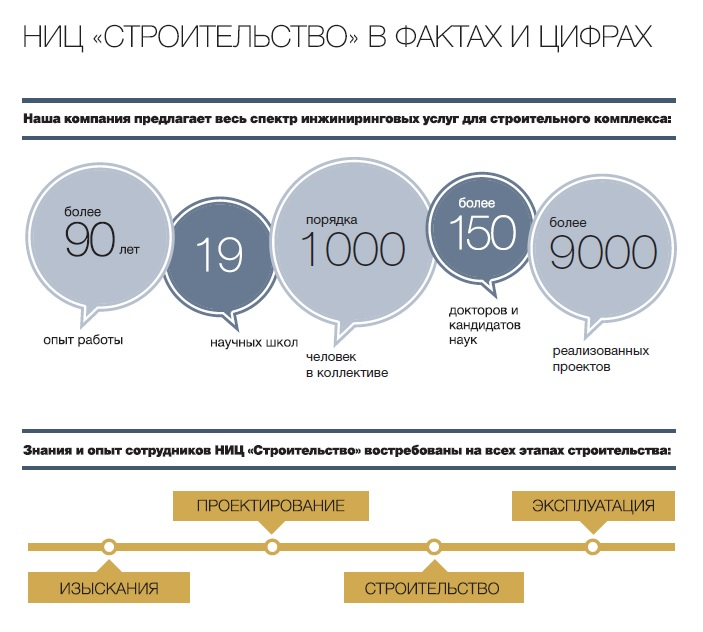 НИЦ «СТРОИТЕЛЬСТВО» В ФАКТАХ И ЦИФРАХ
Наша компания предлагает весь спектр инжиниринговых услуг для строительного комплекса:
более
90 лет
опыт работы
19
научных школ
порядка
1000
человек
в коллективе
более
150
докторов и
кандидатов
наук
более
9000
реализованных
проектов
Знания и опыт сотрудников НИЦ «Строительство» востребованы на всех этапах строительства:
ИЗЫСКАНИЯ
ПРОЕКТИРОВАНИЕ
СТРОИТЕЛЬСТВО
ЭКСПЛУАТАЦИЯ